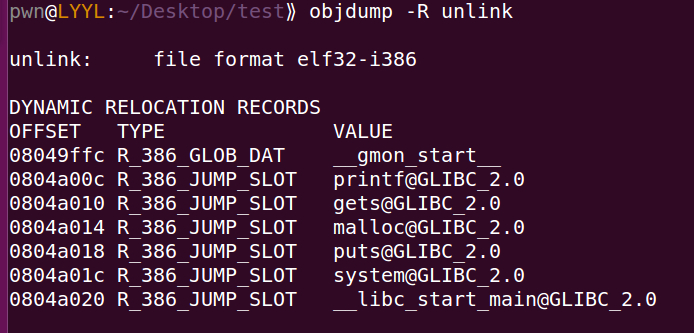 pwn@LYYL:~/Desktop/test⟫ objdump -R unlink
unlink:     file format elf32-i386
DYNAMIC RELOCATION RECORDS
OFFSET   TYPE              VALUE
08049ffc R_386_GLOB_DAT    __gmon_start__
0804a00c R_386_JUMP_SLOT   printf@GLIBC_2.0
0804a010 R_386_JUMP_SLOT   gets@GLIBC_2.0
0804a014 R_386_JUMP_SLOT   malloc@GLIBC_2.0
0804a018 R_386_JUMP_SLOT   puts@GLIBC_2.0
0804a01c R_386_JUMP_SLOT   system@GLIBC_2.0
0804a020 R_386_JUMP_SLOT   __libc_start_main@GLIBC_2.0